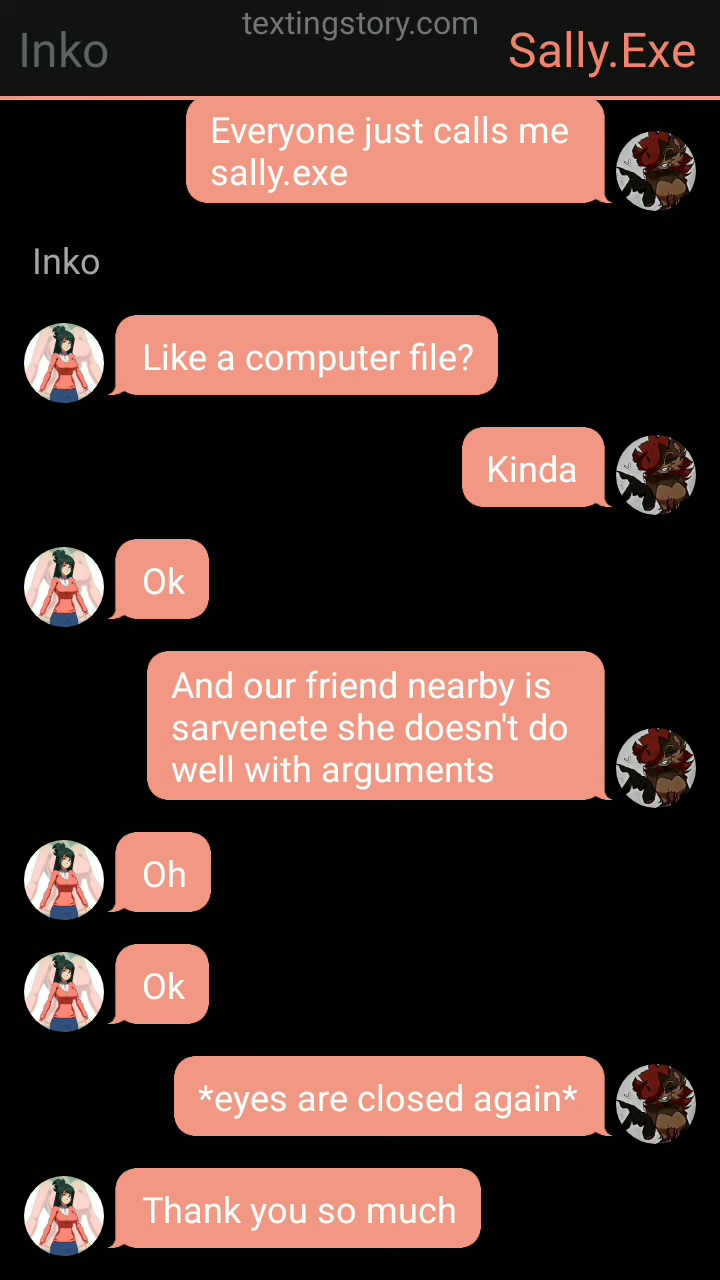 textingstory.com
Inko
Sally.Exe
Everyone just calls me
sally.exe
Inko
Like a computer file?
Kinda
Ok
And our friend nearby is
sarvenete she doesn't do
well with arguments
Oh
Ok
*eyes are closed again*
Thank you so much